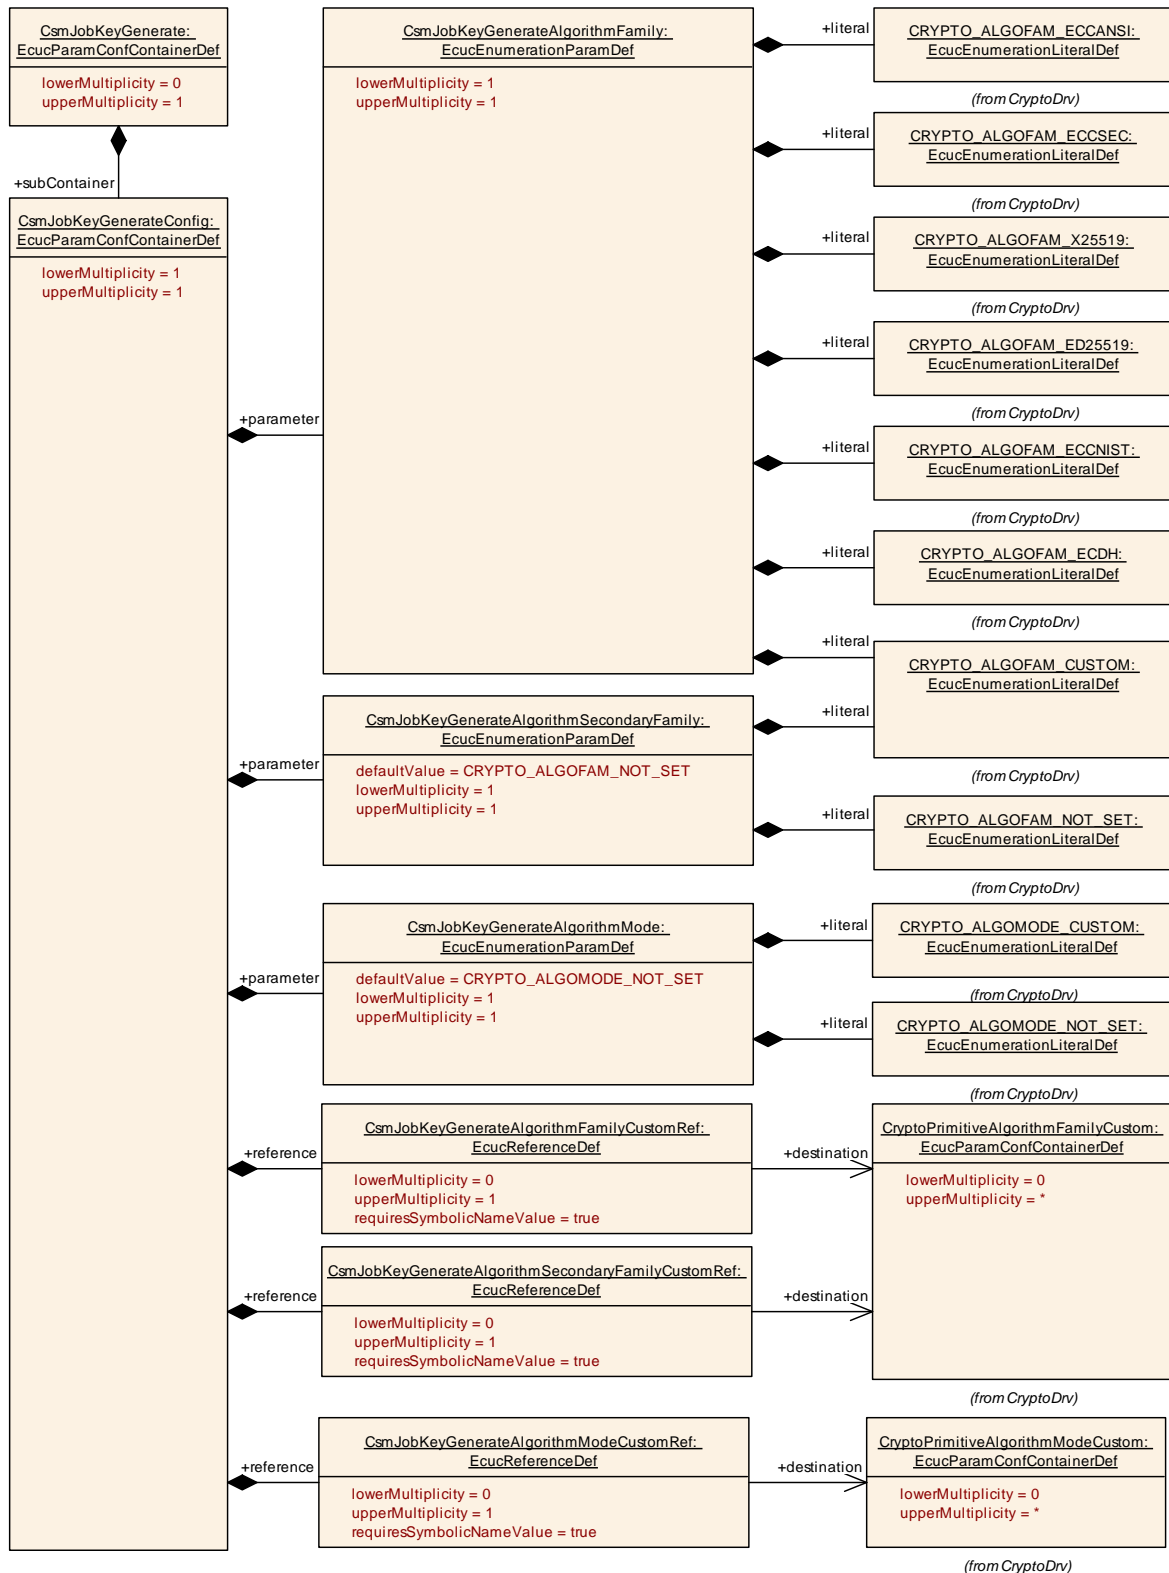 CsmJobKeyGenerate:
EcucParamConfContainerDef
lowerMultiplicity = 0
upperMultiplicity = 1
+subContainer
CsmJobKeyGenerateConfig:
EcucParamConfContainerDef
lowerMultiplicity = 1
upperMultiplicity = 1
+parameter
CsmJobKeyGenerateAlgorithmFamily:
EcucEnumerationParamDef
lowerMultiplicity = 1
upperMultiplicity = 1
+literal
CRYPTO_ALGOFAM_ECCANSI:
EcucEnumerationLiteralDef
(from CryptoDrv)
+literal
CRYPTO_ALGOFAM_ECCSEC:
EcucEnumerationLiteralDef
(from CryptoDrv)
+literal
CRYPTO_ALGOFAM_X25519:
EcucEnumerationLiteralDef
(from CryptoDrv)
+literal
CRYPTO_ALGOFAM_ED25519:
EcucEnumerationLiteralDef
(from CryptoDrv)
+literal
CRYPTO_ALGOFAM_ECCNIST:
EcucEnumerationLiteralDef
(from CryptoDrv)
+literal
CRYPTO_ALGOFAM_ECDH:
EcucEnumerationLiteralDef
(from CryptoDrv)
+literal
CRYPTO_ALGOFAM_CUSTOM:
EcucEnumerationLiteralDef
+literal
(from CryptoDrv)
+parameter
CsmJobKeyGenerateAlgorithmSecondaryFamily:
EcucEnumerationParamDef
defaultValue = CRYPTO_ALGOFAM_NOT_SET
lowerMultiplicity = 1
upperMultiplicity = 1
+literal
CRYPTO_ALGOFAM_NOT_SET:
EcucEnumerationLiteralDef
(from CryptoDrv)
+parameter
CsmJobKeyGenerateAlgorithmMode:
EcucEnumerationParamDef
defaultValue = CRYPTO_ALGOMODE_NOT_SET
lowerMultiplicity = 1
upperMultiplicity = 1
+literal
CRYPTO_ALGOMODE_CUSTOM:
EcucEnumerationLiteralDef
(from CryptoDrv)
+literal
CRYPTO_ALGOMODE_NOT_SET:
EcucEnumerationLiteralDef
(from CryptoDrv)
+reference
CsmJobKeyGenerateAlgorithmFamilyCustomRef:
EcucReferenceDef
lowerMultiplicity = 0
upperMultiplicity = 1
requiresSymbolicNameValue = true
+destination
CryptoPrimitiveAlgorithmFamilyCustom:
EcucParamConfContainerDef
lowerMultiplicity = 0
upperMultiplicity = *
+reference
CsmJobKeyGenerateAlgorithmSecondaryFamilyCustomRef:
EcucReferenceDef
lowerMultiplicity = 0
upperMultiplicity = 1
requiresSymbolicNameValue = true
+destination
(from CryptoDrv)
+reference
CsmJobKeyGenerateAlgorithmModeCustomRef:
EcucReferenceDef
lowerMultiplicity = 0
upperMultiplicity = 1
requiresSymbolicNameValue = true
+destination
CryptoPrimitiveAlgorithmModeCustom:
EcucParamConfContainerDef
lowerMultiplicity = 0
upperMultiplicity = *
(from CryptoDrv)